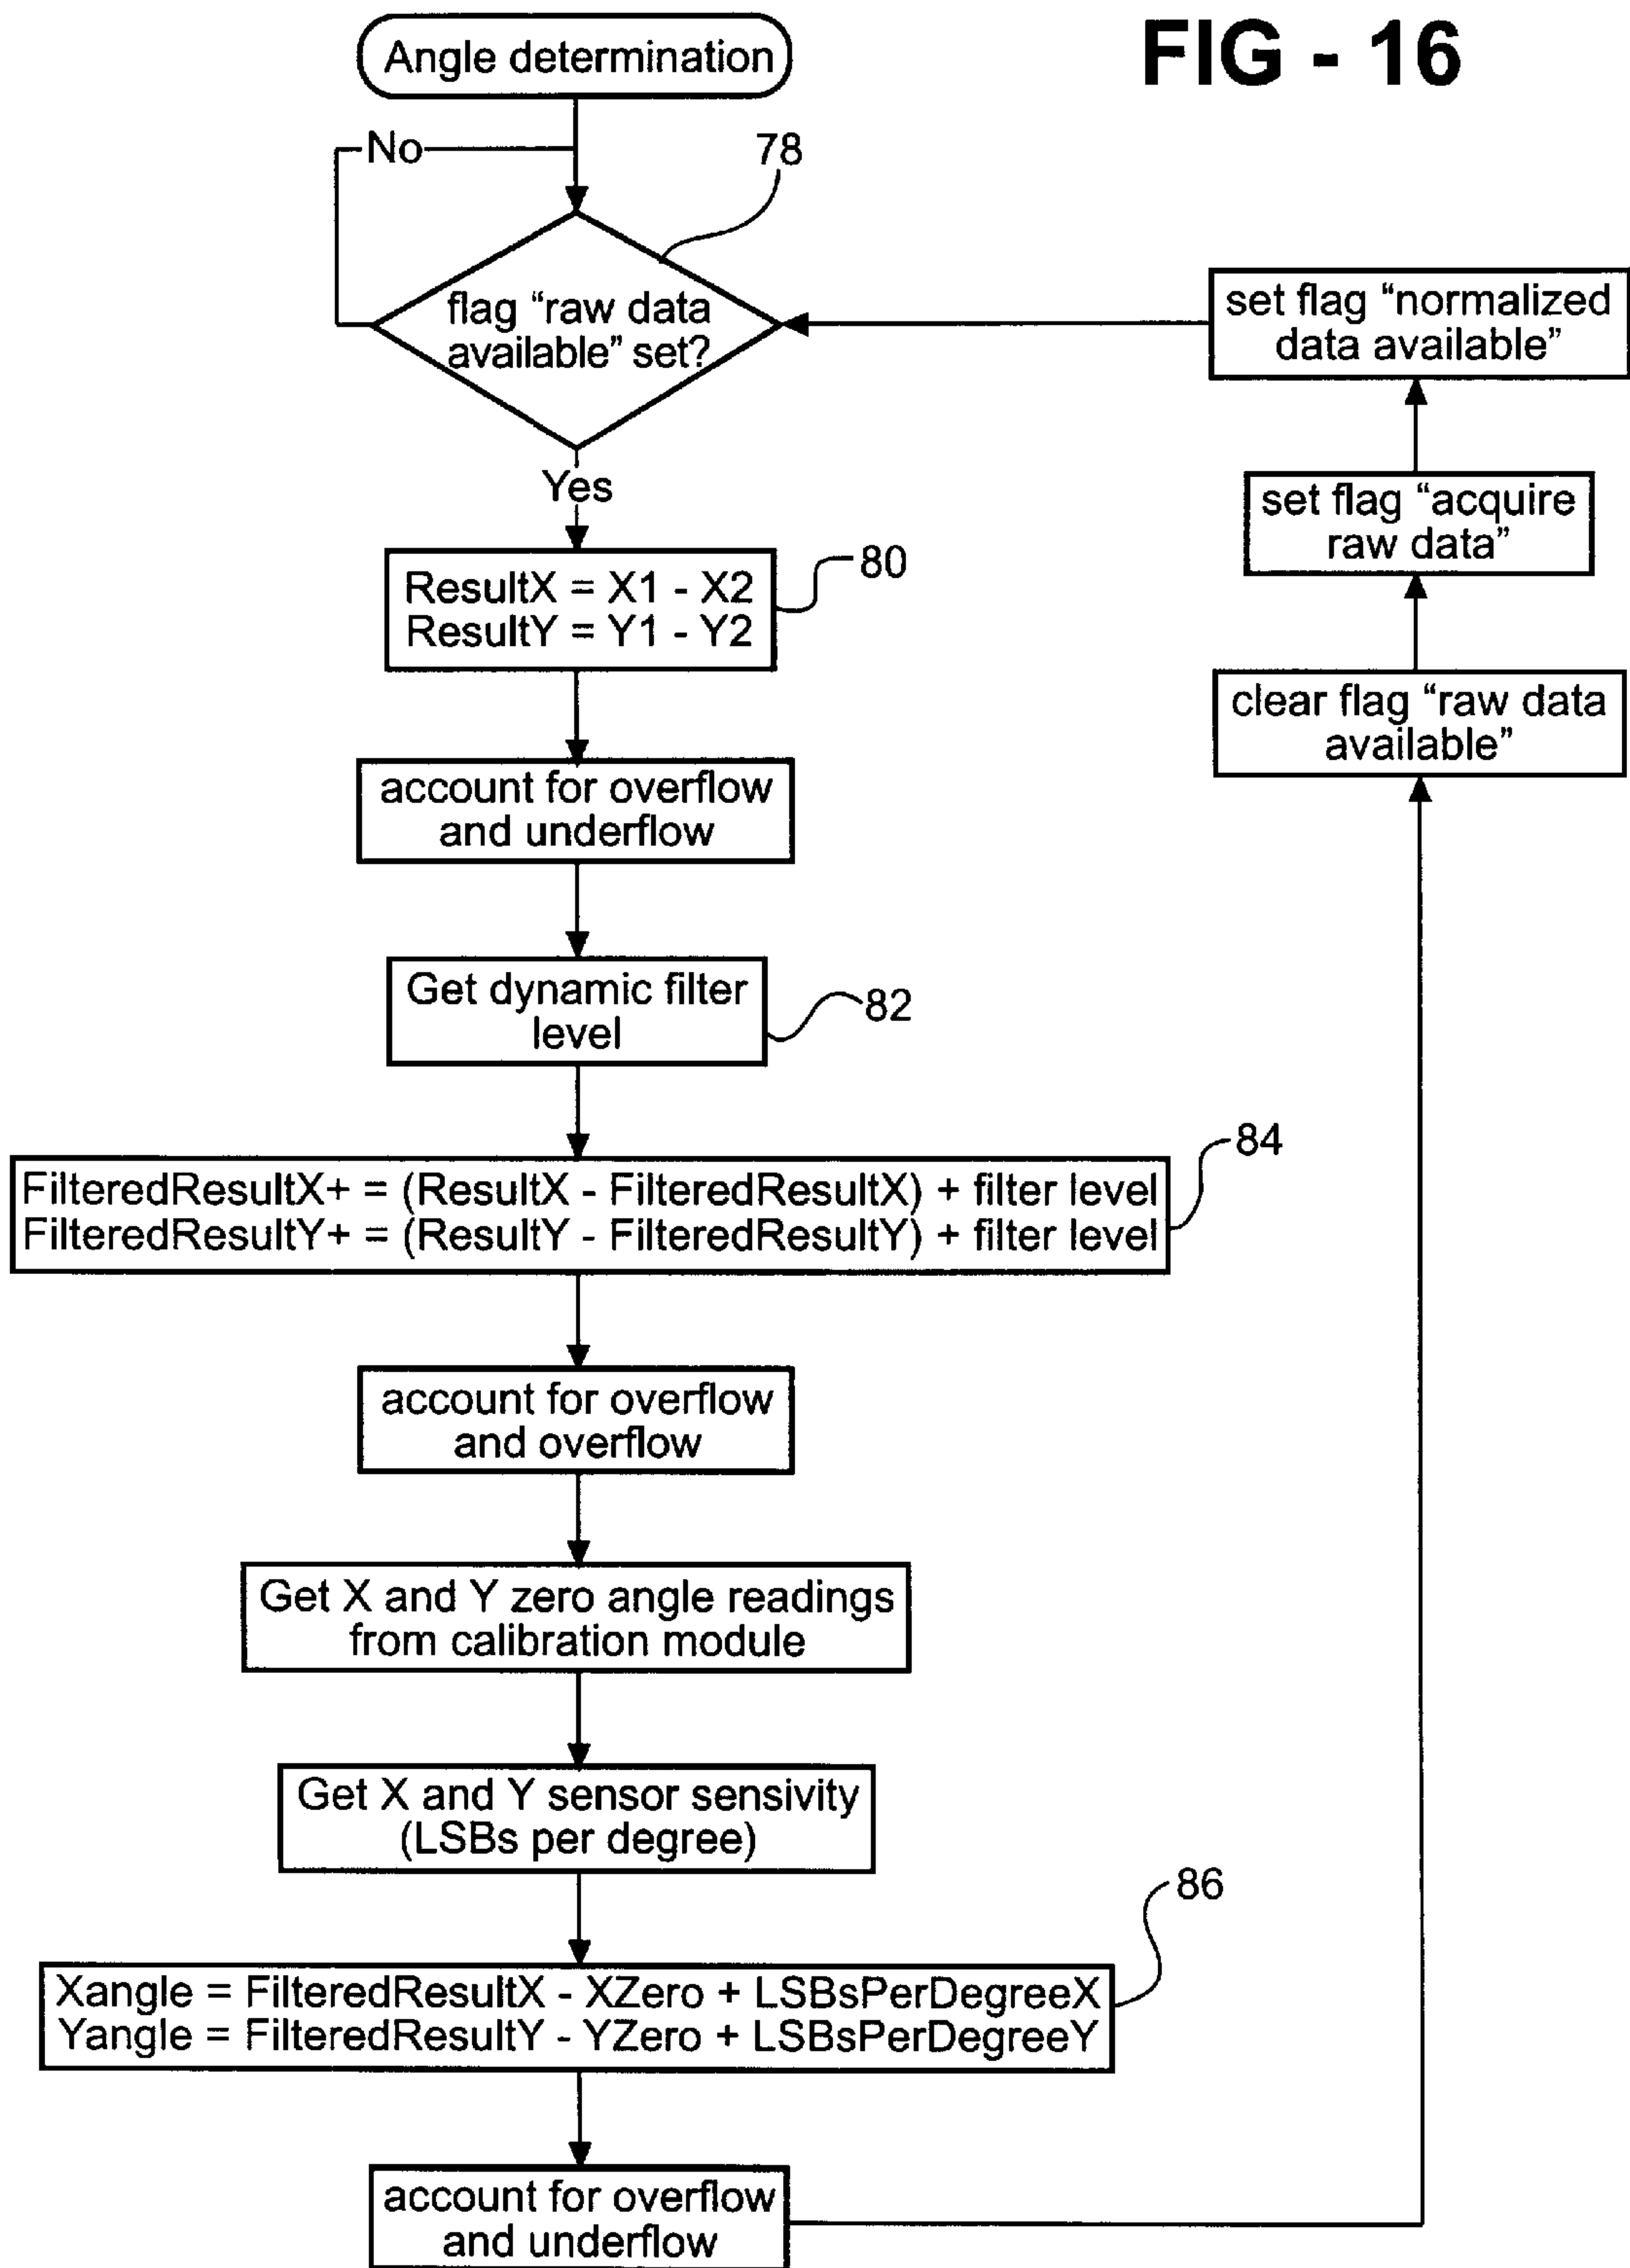 FIG - 16
Angle determination
No
78
flag “raw data
available” set?
Yes
ResultX = X1 - X2
ResultY = Y1 - Y2
80
account for overflow
and underflow
Get dynamic filter
level
82
FilteredResultX+ = (ResultX - FilteredResultX) + filter level
FilteredResultY+ = (ResultY - FilteredResultY) + filter level
84
account for overflow
and overflow
Get X and Y zero angle readings
from calibration module
Get X and Y sensor sensivity
(LSBs per degree)
Xangle = FilteredResultX - XZero + LSBsPerDegreeX
Yangle = FilteredResultY - YZero + LSBsPerDegreeY
86
account for overflow
and underflow
clear flag “raw data
available”
set flag “acquire
raw data”
set flag “normalized
data available”